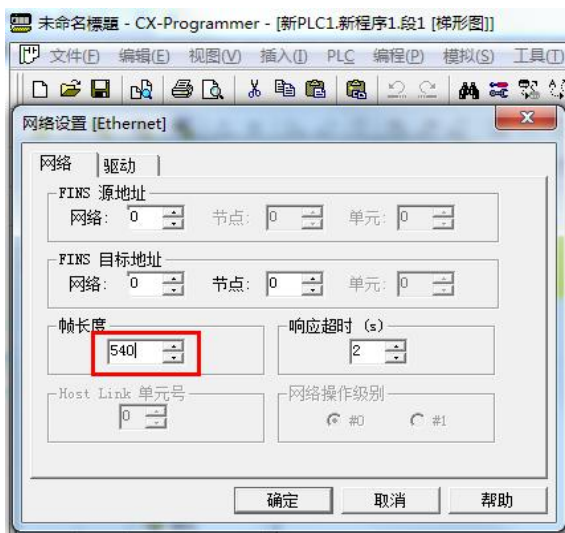 未命名標題 - CX-Programmer - [新PLC1.新程序1.段1 [梯形图]]
文件(F) 编辑(E) 视图(V) 插入(I) PLC 编程(P) 模拟(S) 工具(T)
网络设置 [Ethernet]
网络 驱动
FINS 源地址
网络: 0 节点: 0 单元: 0
FINS 目标地址
网络: 0 节点: 0 单元: 0
帧长度 响应超时 (s)
540 2
Host Link 单元号 网络操作级别
0 #0 #1
确定 取消 帮助